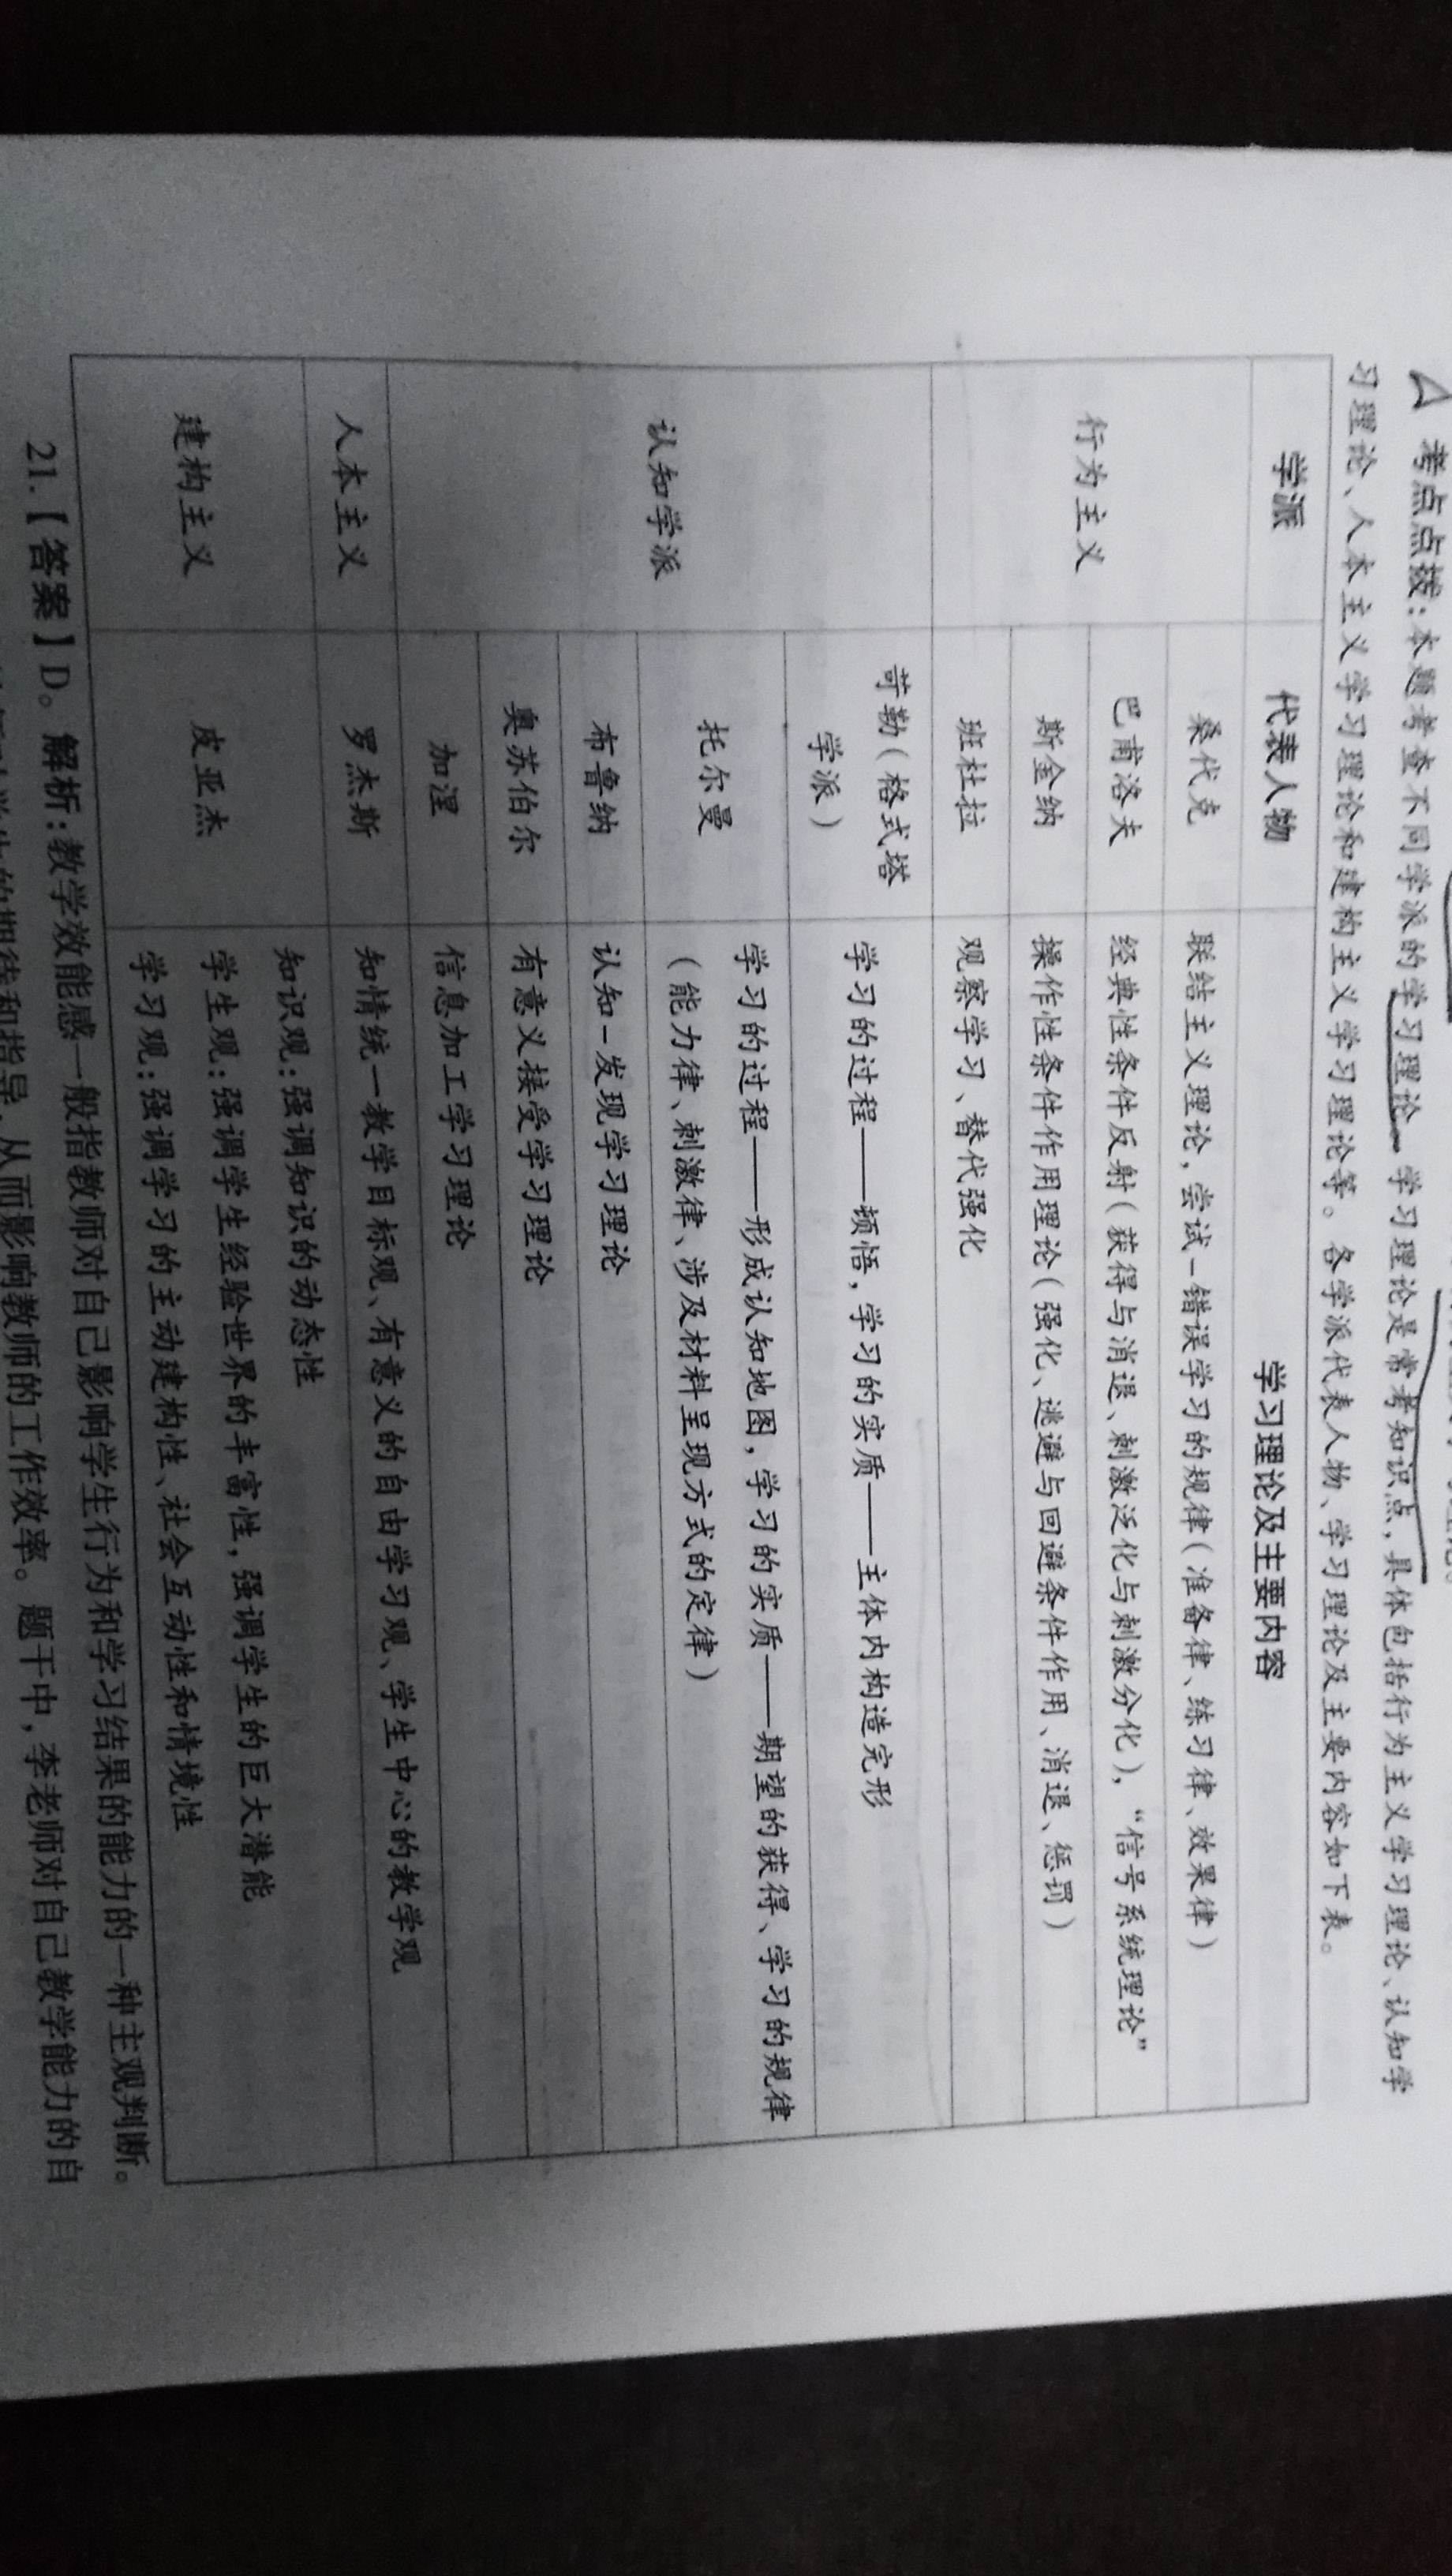 考点点拨：本题考查不同学派的学习理论。学习理论是常考知识点，具体包括行为主义学习理论、认知学
习理论、人本主义学习理论和建构主义学习理论等。各学派代表人物、学习理论及主要内容如下表。
学派 代表人物 学习理论及主要内容
行为主义
桑代克 联结主义理论，尝试-错误学习的规律（准备律、练习律、效果律）
巴甫洛夫 经典性条件反射（获得与消退、刺激泛化与刺激分化），“信号系统理论”
斯金纳 操作性条件作用理论（强化、逃避与回避条件作用、消退、惩罚）
班杜拉 观察学习、替代强化
认知学派
苛勒（格式塔
学派）
学习的过程——顿悟，学习的实质——主体内构造完形
托尔曼
学习的过程——形成认知地图，学习的实质——期望的获得、学习的规律
（能力律、刺激律、涉及材料呈现方式的定律）
布鲁纳 认知-发现学习理论
奥苏伯尔 有意义接受学习理论
加涅 信息加工学习理论
人本主义 罗杰斯 知情统一教学目标观、有意义的自由学习观、学生中心的教学观
建构主义 皮亚杰
知识观：强调知识的动态性
学生观：强调学生经验世界的丰富性，强调学生的巨大潜能
学习观：强调学习的主动建构性、社会互动性和情境性
21.【答案】D。解析：教学效能感一般指教师对自己影响学生行为和学习结果的能力的一种主观判断。
的期待和指导，从而影响教师的工作效率。题干中，李老师对自己教学能力的自